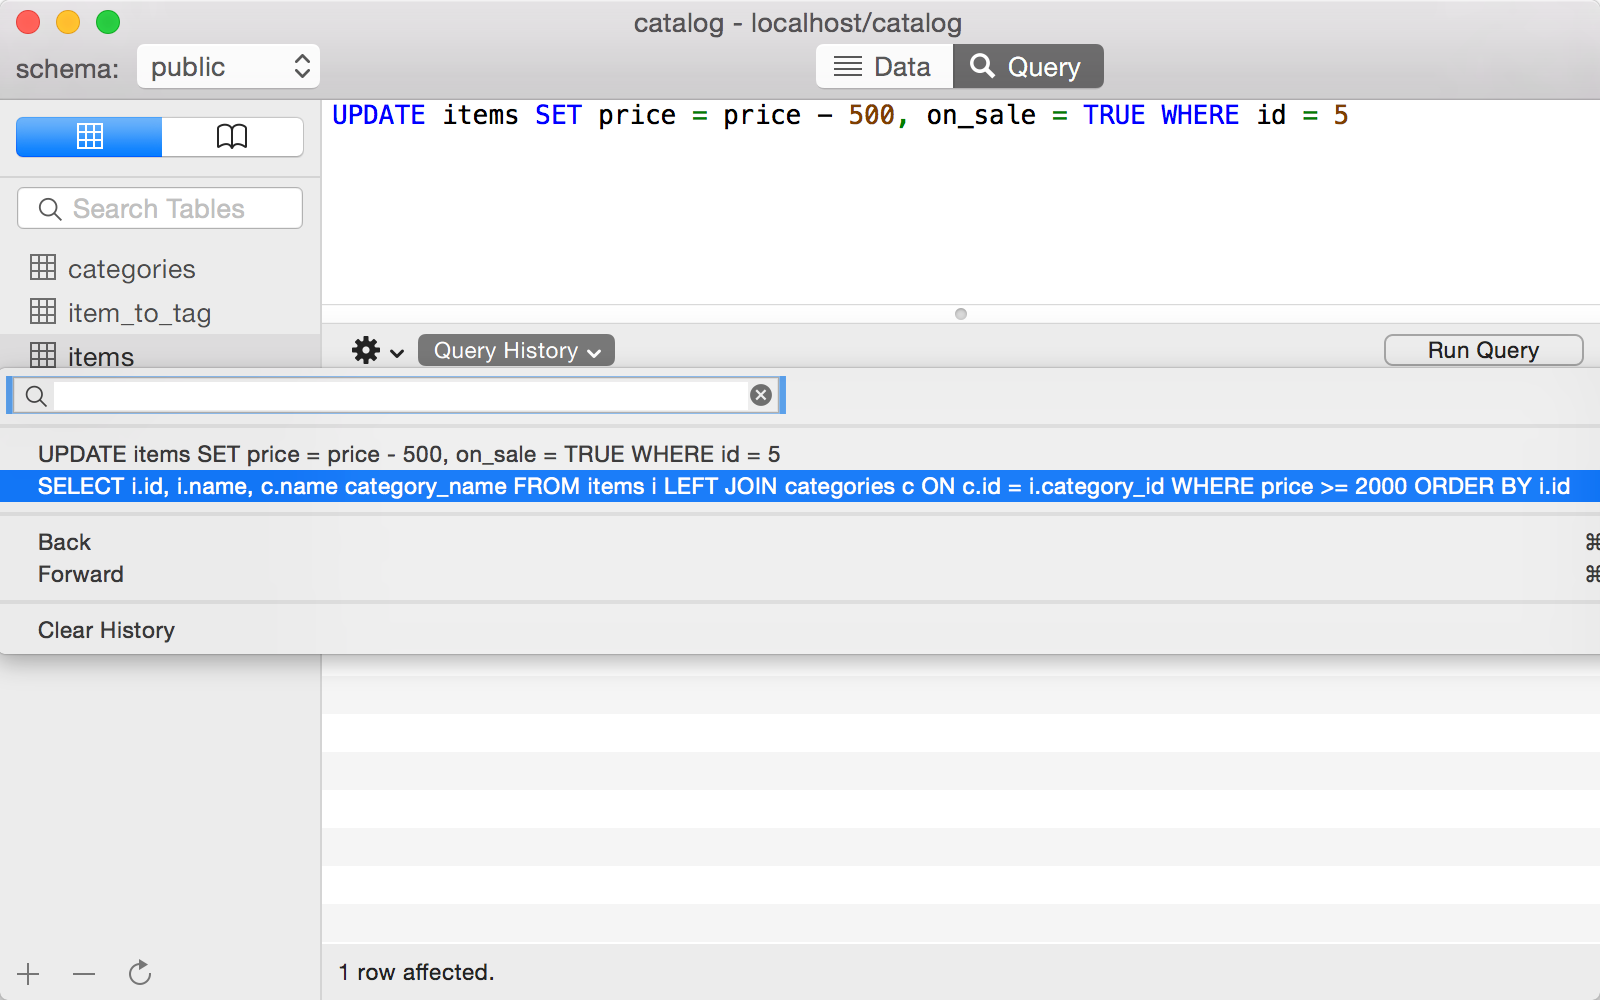 catalog - localhost/catalog
schema: public
Data Query
UPDATE items SET price = price - 500, on_sale = TRUE WHERE id = 5
Search Tables
categories
item_to_tag
items
Query History
Run Query
UPDATE items SET price = price - 500, on_sale = TRUE WHERE id = 5
SELECT i.id, i.name, c.name category_name FROM items i LEFT JOIN categories c ON c.id = i.category_id WHERE price >= 2000 ORDER BY i.id
Back ⌘
Forward ⌘
Clear History
1 row affected.